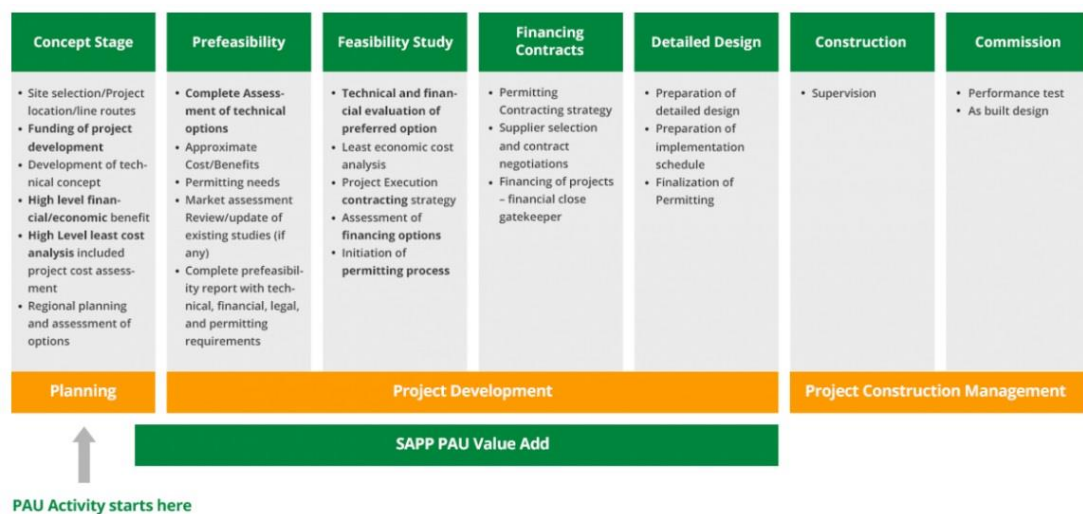 Concept Stage
Prefeasibility
Feasibility Study
Financing
Contracts
Detailed Design
Construction
Commission
• Site selection/Project
location/line routes
• Funding of project
development
• Development of tech-
nical concept
• High level finan-
cial/economic benefit
• High Level least cost
analysis included
project cost assess-
ment
• Regional planning
and assessment of
options
• Complete Assess-
ment of technical
options
• Approximate
Cost/Benefits
• Permitting needs
• Market assessment
Review/update of
existing studies (if
any)
• Complete prefeasibil-
ity report with tech-
nical, financial, legal,
and permitting
requirements
• Technical and finan-
cial evaluation of
preferred option
• Least economic cost
analysis
• Project Execution
contracting strategy
• Assessment of
financing options
• Initiation of
permitting process
• Permitting
Contracting strategy
• Supplier selection
and contract
negotiations
• Financing of projects
– financial close
gatekeeper
• Preparation of
detailed design
• Preparation of
implementation
schedule
• Finalization of
Permitting
• Supervision
• Performance test
• As built design
Planning
Project Development
Project Construction Management
SAPP PAU Value Add
PAU Activity starts here